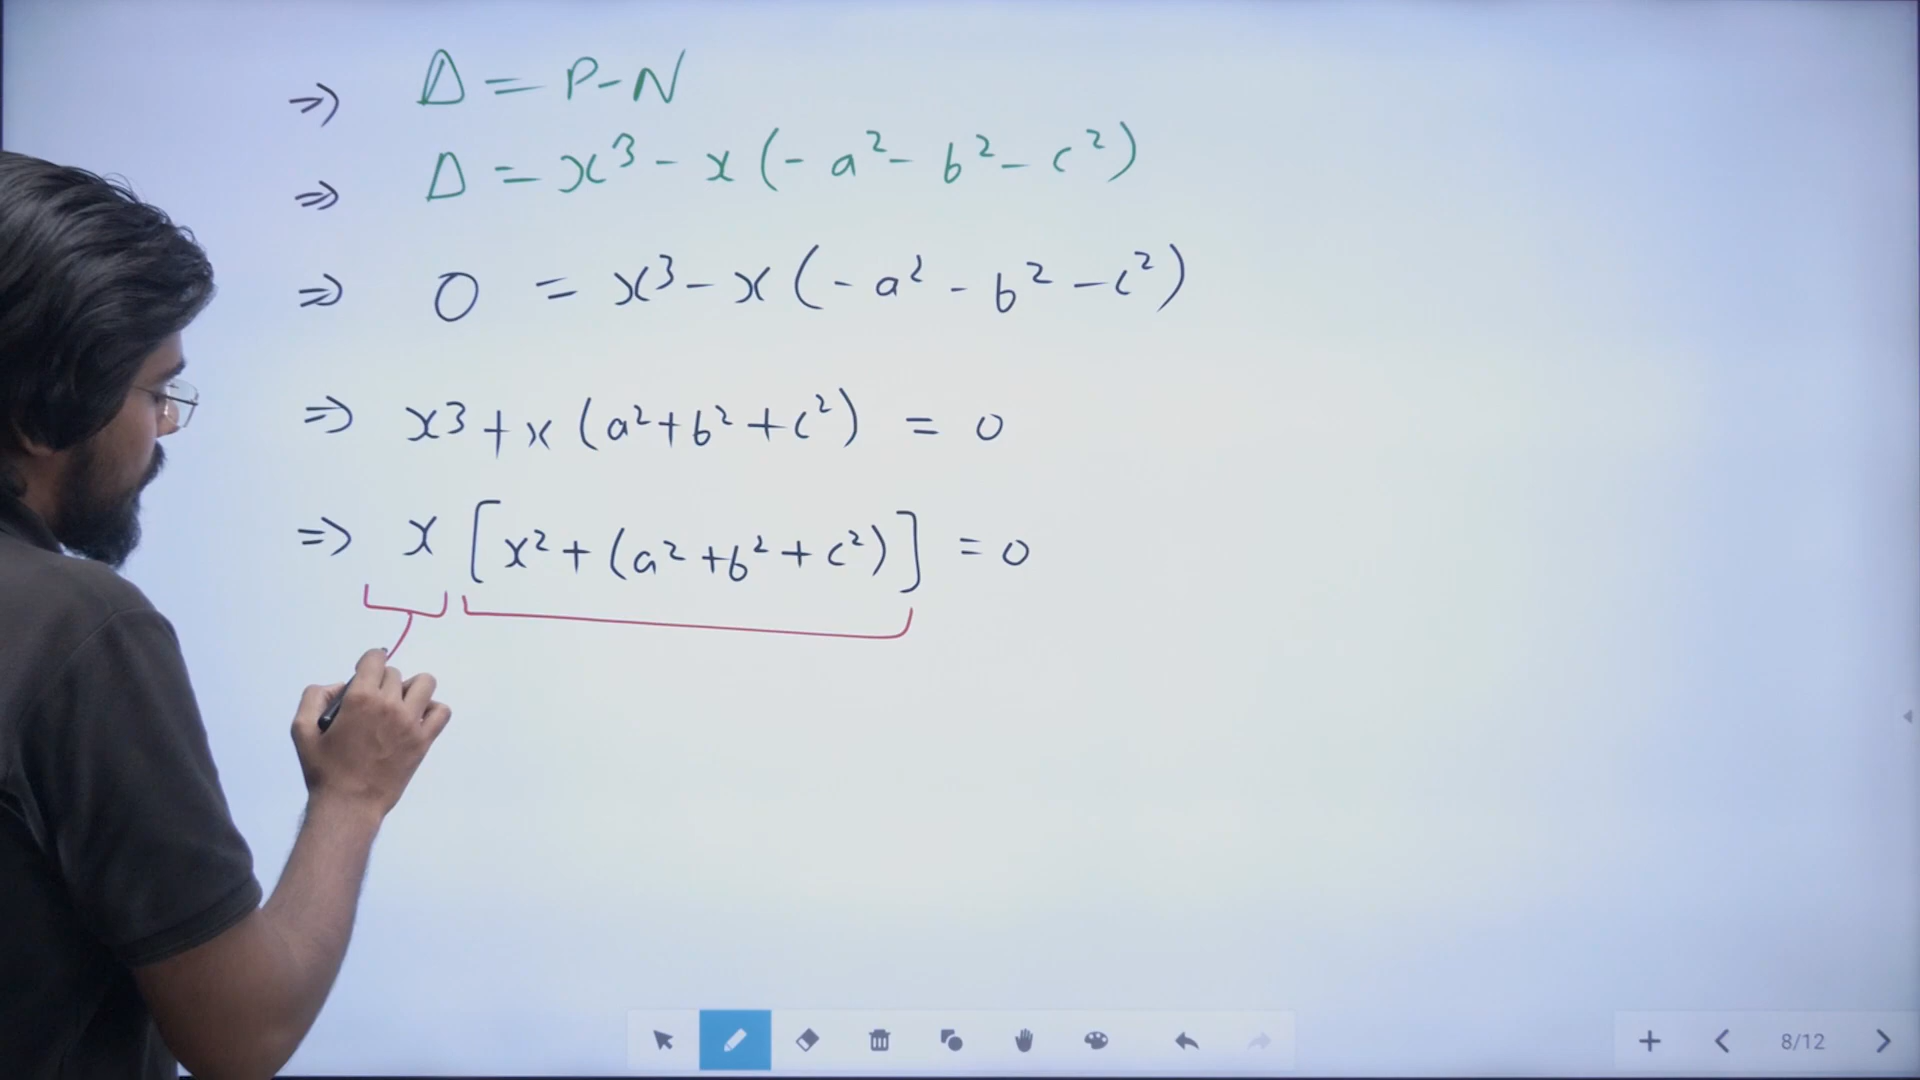 ⇒ Δ = P - N
⇒ Δ = x³ - x (- a² - b² - c²)
⇒ 0 = x³ - x (- a² - b² - c²)
⇒ x³ + x (a² + b² + c²) = 0
⇒ x [x² + (a² + b² + c²)] = 0
8/12